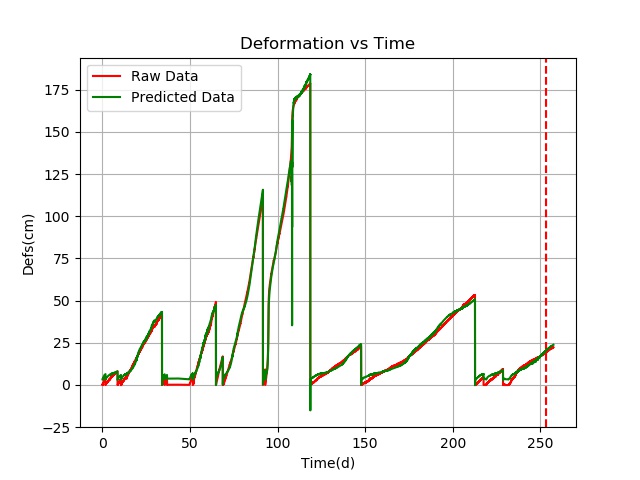 Deformation vs Time
Raw Data
Predicted Data
Defs(cm)
175
150
125
100
75
50
25
0
−25
0 50 100 150 200 250
Time(d)